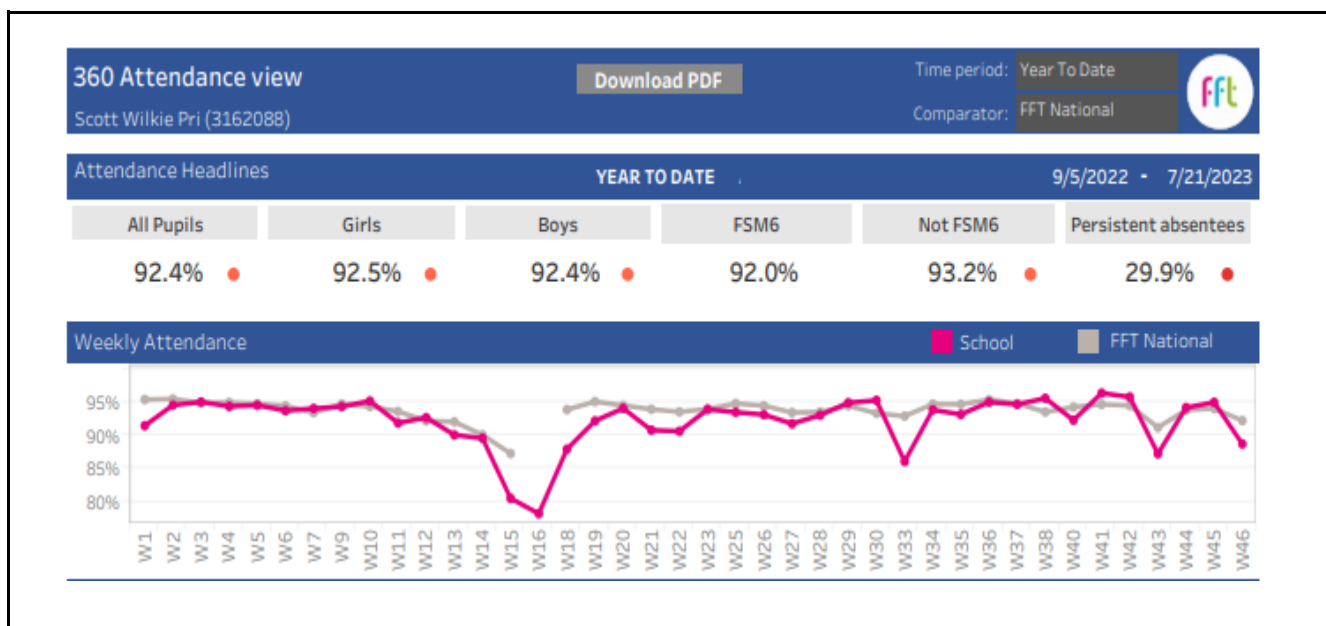 360 Attendance view
Download PDF
Time period: Year To Date
fft
Scott Wilkie Pri (3162088)
Comparator: FFT National
Attendance Headlines YEAR TO DATE 9/5/2022 - 7/21/2023
All Pupils Girls Boys FSM6 Not FSM6 Persistent absentees
92.4% 92.5% 92.4% 92.0% 93.2% 29.9%
Weekly Attendance School FFT National
95%
90%
85%
80%
W1 W2 W3 W4 W5 W6 W7 W9 W10 W11 W12 W13 W14 W15 W16 W18 W19 W20 W21 W22 W23 W25 W26 W27 W28 W29 W30 W33 W34 W35 W36 W37 W38 W40 W41 W42 W43 W44 W45 W46